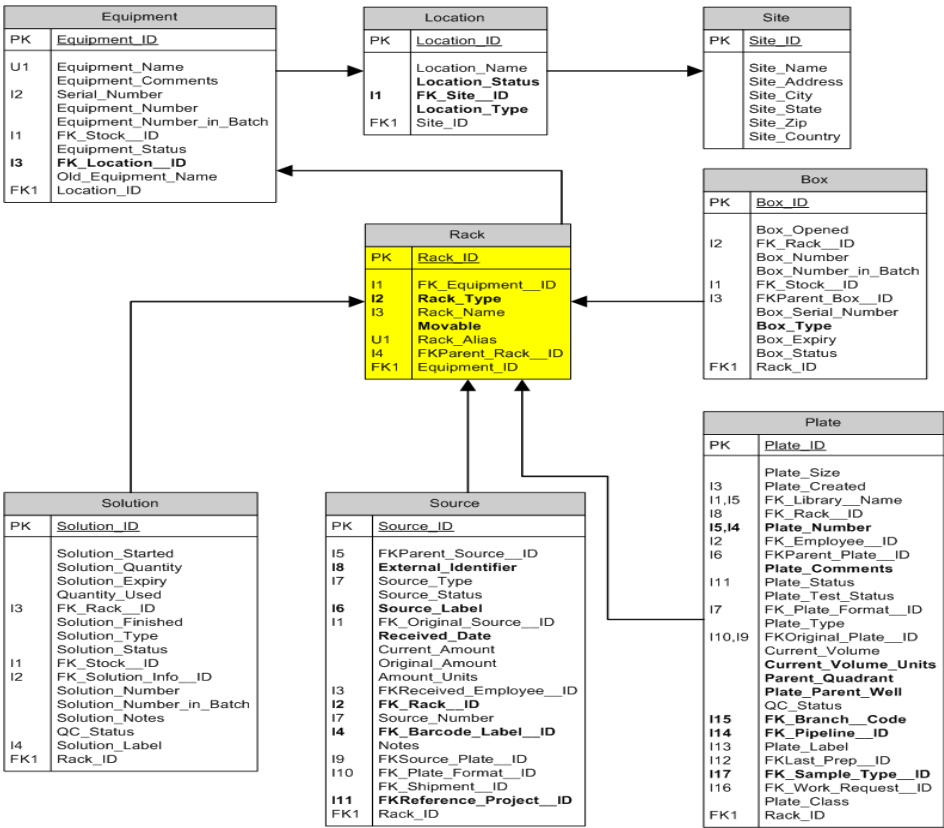 Equipment
PK Equipment_ID
U1 Equipment_Name
Equipment_Comments
I2 Serial_Number
Equipment_Number
Equipment_Number_in_Batch
I1 FK_Stock__ID
Equipment_Status
I3 FK_Location__ID
Old_Equipment_Name
FK1 Location_ID
Location
PK Location_ID
Location_Name
Location_Status
I1 FK_Site__ID
Location_Type
FK1 Site_ID
Site
PK Site_ID
Site_Name
Site_Address
Site_City
Site_State
Site_Zip
Site_Country
Box
PK Box_ID
Box_Opened
I2 FK_Rack__ID
Box_Number
Box_Number_in_Batch
I1 FK_Stock__ID
I3 FKParent_Box__ID
Box_Serial_Number
Box_Type
Box_Expiry
Box_Status
FK1 Rack_ID
Rack
PK Rack_ID
I1 FK_Equipment__ID
I2 Rack_Type
I3 Rack_Name
Movable
U1 Rack_Alias
I4 FKParent_Rack__ID
FK1 Equipment_ID
Solution
PK Solution_ID
Solution_Started
Solution_Quantity
Solution_Expiry
Quantity_Used
I3 FK_Rack__ID
Solution_Finished
Solution_Type
Solution_Status
I1 FK_Stock__ID
I2 FK_Solution_Info__ID
Solution_Number
Solution_Number_in_Batch
Solution_Notes
QC_Status
I4 Solution_Label
FK1 Rack_ID
Source
PK Source_ID
I5 FKParent_Source__ID
I8 External_Identifier
I7 Source_Type
Source_Status
I6 Source_Label
I1 FK_Original_Source__ID
Received_Date
Current_Amount
Original_Amount
Amount_Units
I3 FKReceived_Employee__ID
I2 FK_Rack__ID
I7 Source_Number
I4 FK_Barcode_Label__ID
Notes
I9 FKSource_Plate__ID
I10 FK_Plate_Format__ID
FK_Shipment__ID
I11 FKReference_Project__ID
FK1 Rack_ID
Plate
PK Plate_ID
Plate_Size
I3 Plate_Created
I1,I5 FK_Library__Name
I8 FK_Rack__ID
I5,I4 Plate_Number
I2 FK_Employee__ID
I6 FKParent_Plate__ID
Plate_Comments
I11 Plate_Status
Plate_Test_Status
I7 FK_Plate_Format__ID
Plate_Type
I10,I9 FKOriginal_Plate__ID
Current_Volume
Current_Volume_Units
Parent_Quadrant
Plate_Parent_Well
QC_Status
I15 FK_Branch__Code
I14 FK_Pipeline__ID
I13 Plate_Label
I12 FKLast_Prep__ID
I17 FK_Sample_Type__ID
I16 FK_Work_Request__ID
Plate_Class
FK1 Rack_ID